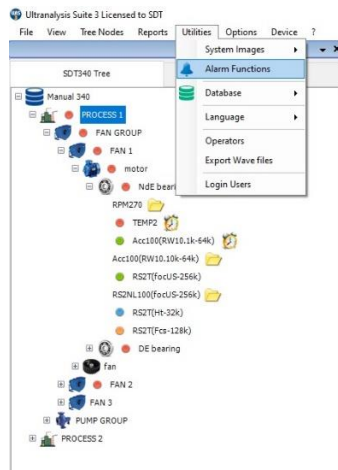 Ultranalysis Suite 3 Licensed to SDT
File View Tree Nodes Reports Utilities Options Device ?
System Images
Alarm Functions
Database
Language
Operators
Export Wave files
Login Users
SDT340 Tree
Manual 340
PROCESS 1
FAN GROUP
FAN 1
motor
NdE beari
RPM270
TEMP2
Acc100(RW10.1k-64k)
Acc100(RW10.10k-64k)
RS2T(focUS-256k)
RS2NL100(focUS-256k)
RS2T(Ht-32k)
RS2T(Fcs-128k)
DE bearing
fan
FAN 2
FAN 3
PUMP GROUP
PROCESS 2